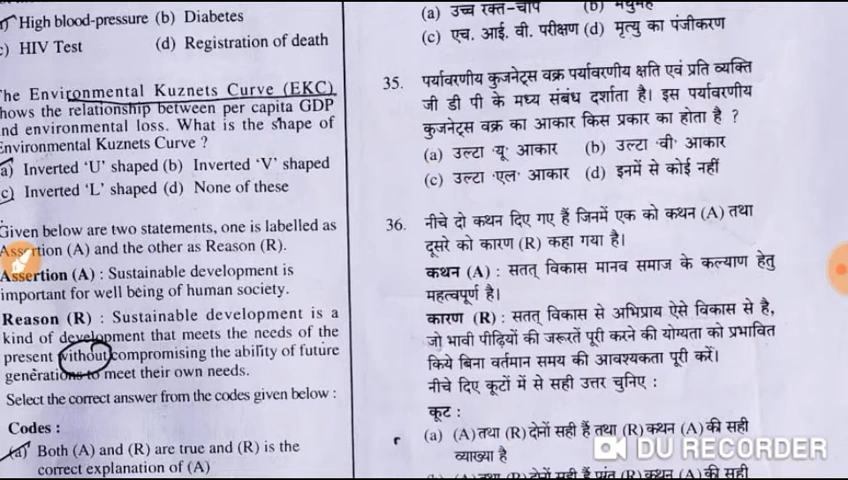 High blood-pressure (b) Diabetes
c) HIV Test (d) Registration of death
The Environmental Kuznets Curve (EKC)
hows the relationship between per capita GDP
nd environmental loss. What is the shape of
Environmental Kuznets Curve ?
a) Inverted 'U' shaped (b) Inverted 'V' shaped
c) Inverted 'L' shaped (d) None of these
Given below are two statements, one is labelled as
Assertion (A) and the other as Reason (R).
Assertion (A) : Sustainable development is
important for well being of human society.
Reason (R) : Sustainable development is a
kind of development that meets the needs of the
present without compromising the ability of future
generations to meet their own needs.
Select the correct answer from the codes given below :
Codes :
(a) Both (A) and (R) are true and (R) is the
correct explanation of (A)
(a) उच्च रक्त-चाप (b) मधुमेह
(c) एच. आई. वी. परीक्षण (d) मृत्यु का पंजीकरण
35. पर्यावरणीय कुजनेट्स वक्र पर्यावरणीय क्षति एवं प्रति व्यक्ति
जी डी पी के मध्य संबंध दर्शाता है। इस पर्यावरणीय
कुजनेट्स वक्र का आकार किस प्रकार का होता है ?
(a) उल्टा 'यू' आकार (b) उल्टा 'वी' आकार
(c) उल्टा 'एल' आकार (d) इनमें से कोई नहीं
36. नीचे दो कथन दिए गए हैं जिनमें एक को कथन (A) तथा
दूसरे को कारण (R) कहा गया है।
कथन (A) : सतत् विकास मानव समाज के कल्याण हेतु
महत्वपूर्ण है।
कारण (R) : सतत् विकास से अभिप्राय ऐसे विकास से है,
जो भावी पीढ़ियों की जरूरतें पूरी करने की योग्यता को प्रभावित
किये बिना वर्तमान समय की आवश्यकता पूरी करें।
नीचे दिए कूटों में से सही उत्तर चुनिए :
कूट :
(a) (A) तथा (R) दोनों सही हैं तथा (R) कथन (A) की सही
व्याख्या है
DU RECORDER
(A) तथा (R) दोनों सही हैं परंतु (R) कथन (A) की सही